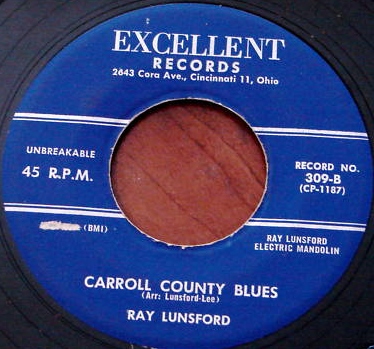 EXCELLENT
RECORDS
2643 Cora Ave., Cincinnati 11, Ohio
UNBREAKABLE
45 R.P.M.
RECORD NO.
309-B
(CP-1187)
(BMI)
RAY LUNSFORD
ELECTRIC MANDOLIN
CARROLL COUNTY BLUES
(Arr: Lunsford-Lee)
RAY LUNSFORD